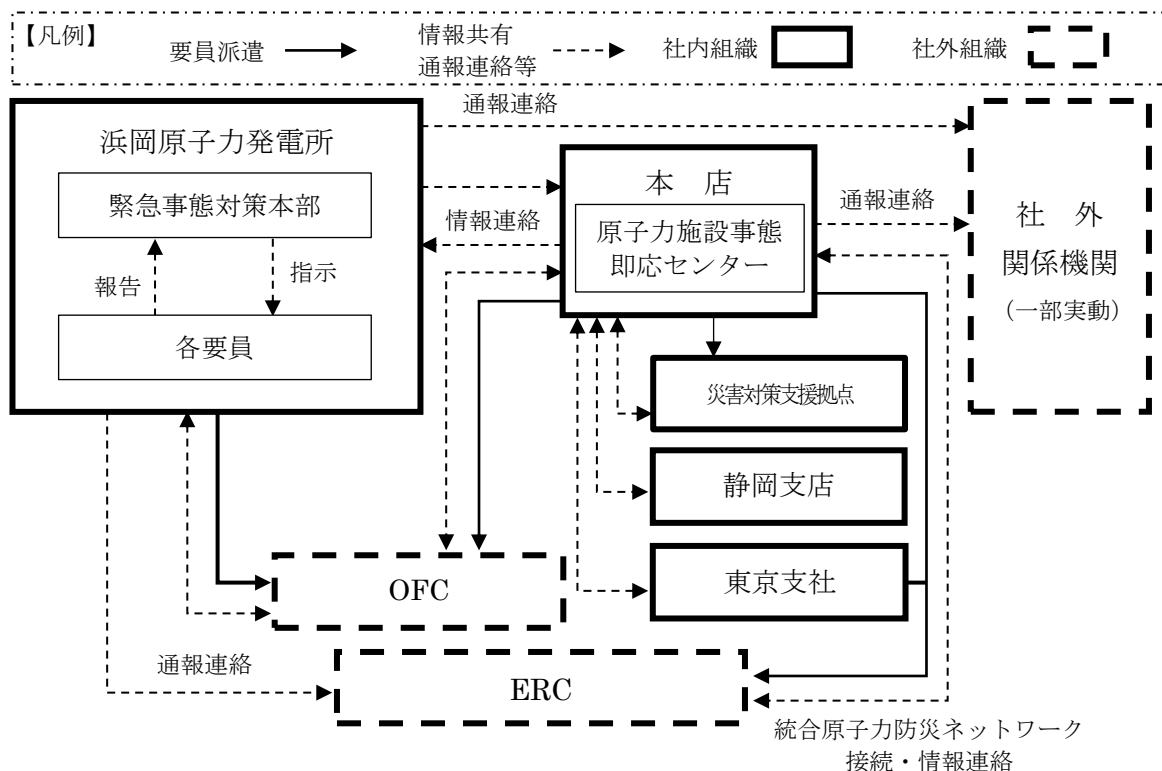 【凡例】
要員派遣
情報共有
通報連絡等
社内組織
社外組織
通報連絡
浜岡原子力発電所
緊急事態対策本部
報告
指示
各要員
情報連絡
本　店
原子力施設事態
即応センター
通報連絡
社　外
関係機関
（一部実動）
災害対策支援拠点
静岡支店
東京支社
OFC
通報連絡
ERC
統合原子力防災ネットワーク
接続・情報連絡